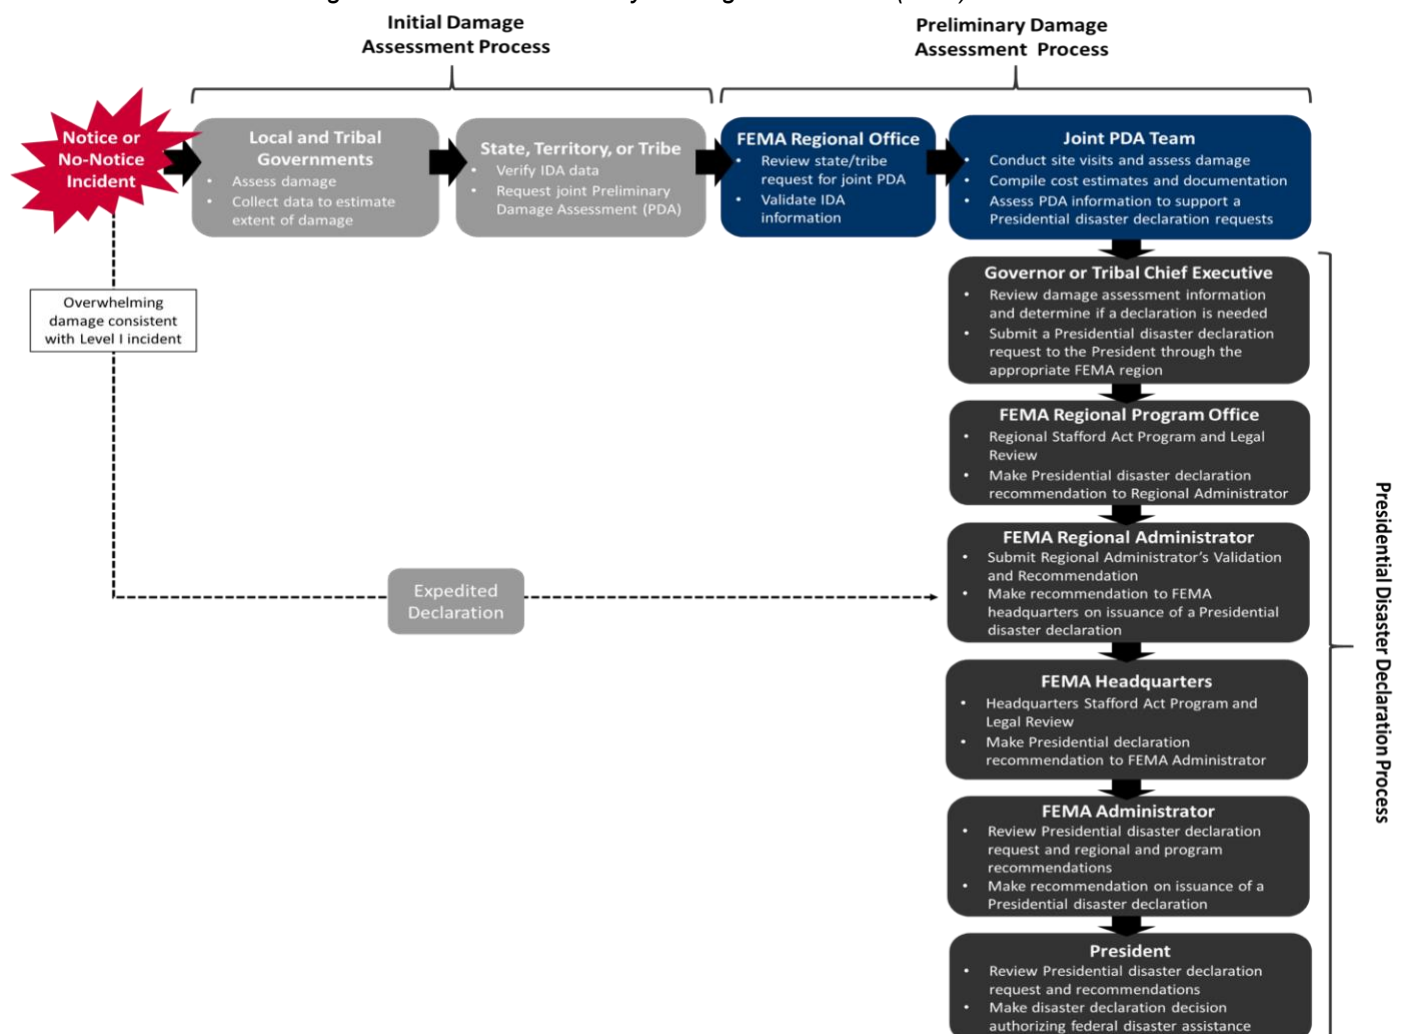 Initial Damage
Assessment Process
Preliminary Damage
Assessment Process
Notice or
No-Notice
Incident
Local and Tribal
Governments
• Assess damage
• Collect data to estimate
extent of damage
State, Territory, or Tribe
• Verify IDA data
• Request joint Preliminary
Damage Assessment (PDA)
FEMA Regional Office
• Review state/tribe
request for joint PDA
• Validate IDA
information
Joint PDA Team
• Conduct site visits and assess damage
• Compile cost estimates and documentation
• Assess PDA information to support a
Presidential disaster declaration requests
Overwhelming
damage consistent
with Level I incident
Governor or Tribal Chief Executive
• Review damage assessment information
and determine if a declaration is needed
• Submit a Presidential disaster declaration
request to the President through the
appropriate FEMA region
FEMA Regional Program Office
• Regional Stafford Act Program and Legal
Review
• Make Presidential disaster declaration
recommendation to Regional Administrator
Expedited
Declaration
FEMA Regional Administrator
• Submit Regional Administrator’s Validation
and Recommendation
• Make recommendation to FEMA
headquarters on issuance of a Presidential
disaster declaration
FEMA Headquarters
• Headquarters Stafford Act Program and
Legal Review
• Make Presidential declaration
recommendation to FEMA Administrator
FEMA Administrator
• Review Presidential disaster declaration
request and regional and program
recommendations
• Make recommendation on issuance of a
Presidential disaster declaration
President
• Review Presidential disaster declaration
request and recommendations
• Make disaster declaration decision
authorizing federal disaster assistance
Presidential Disaster Declaration Process